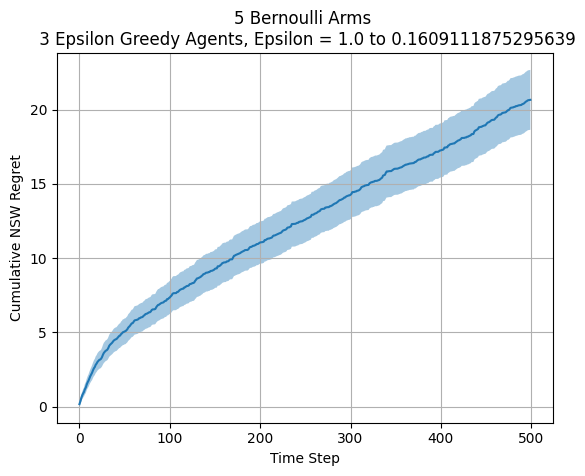 5 Bernoulli Arms
3 Epsilon Greedy Agents, Epsilon = 1.0 to 0.1609111875295639
Cumulative NSW Regret
20
15
10
5
0
0 100 200 300 400 500
Time Step